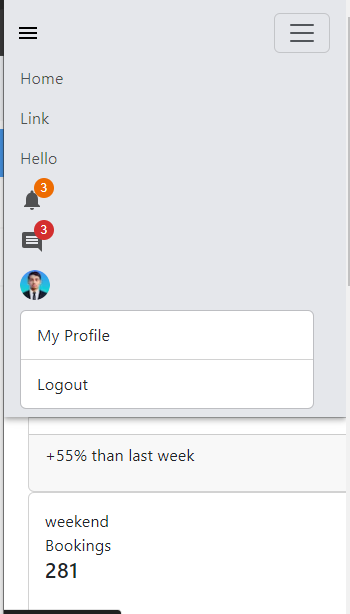 Home
Link
Hello
3
3
My Profile
Logout
+55% than last week
weekend
Bookings
281